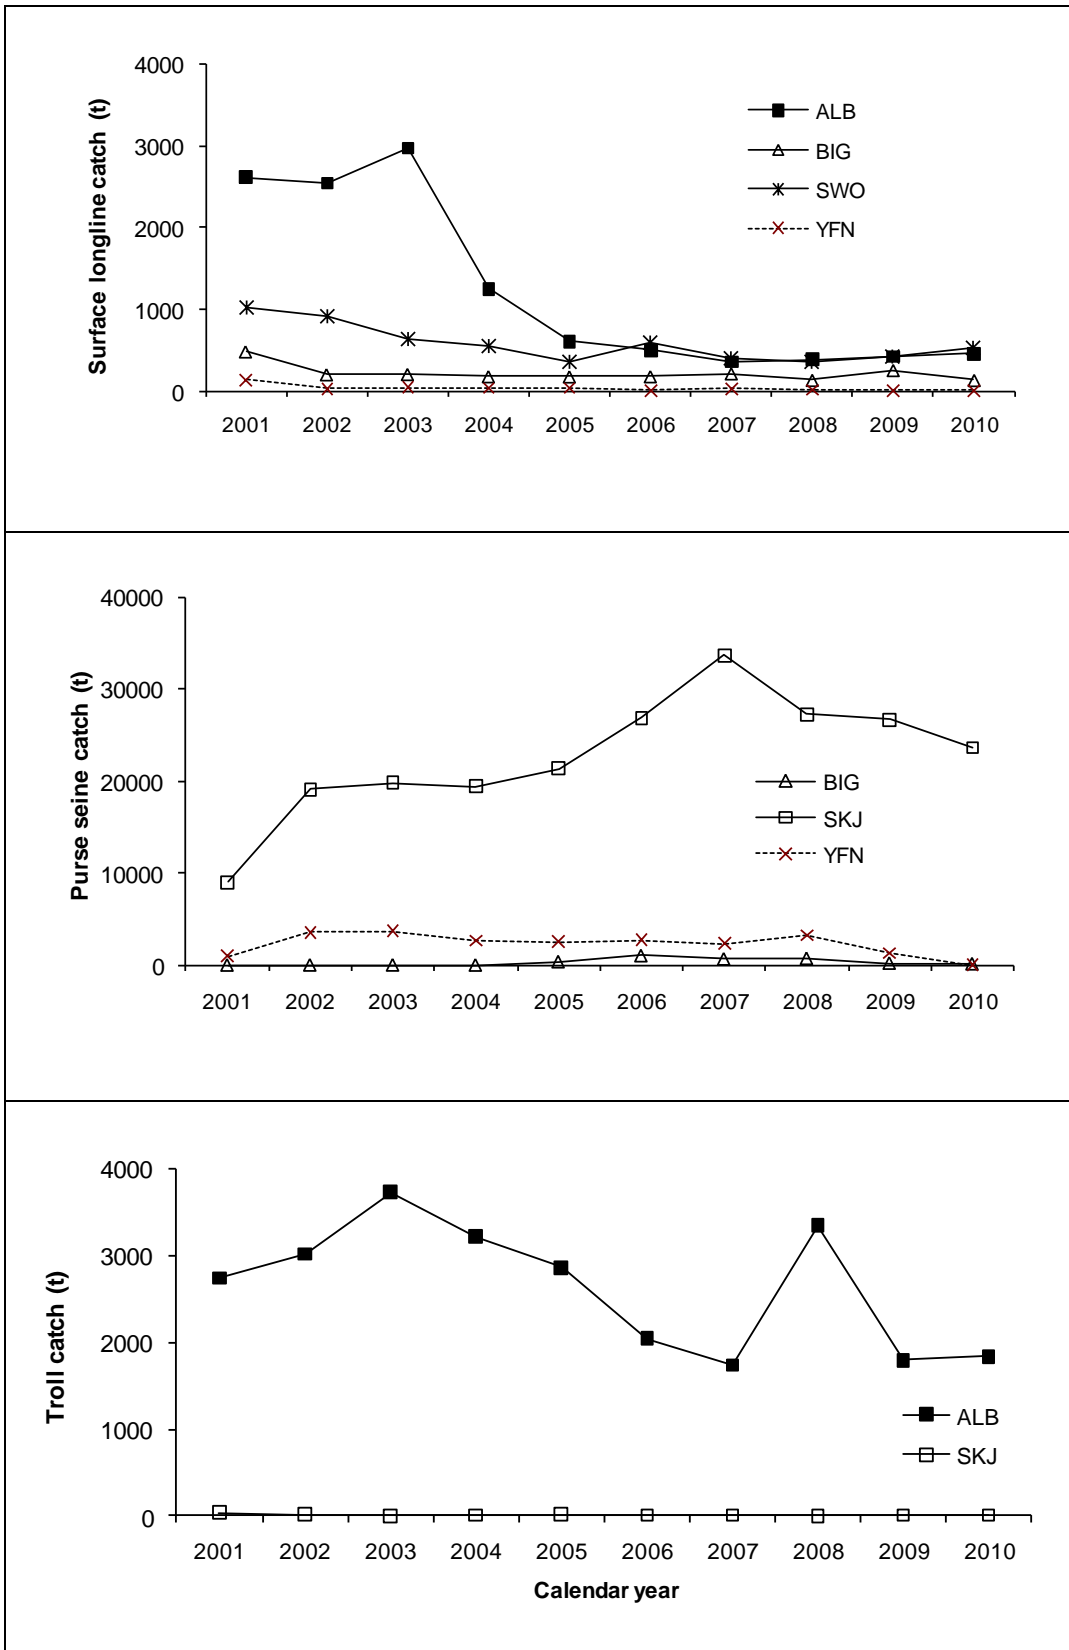 Surface longline catch (t)
4000
3000
2000
1000
0
ALB
BIG
SWO
YFN
2001 2002 2003 2004 2005 2006 2007 2008 2009 2010
Purse seine catch (t)
40000
30000
20000
10000
0
BIG
SKJ
YFN
2001 2002 2003 2004 2005 2006 2007 2008 2009 2010
Troll catch (t)
4000
3000
2000
1000
0
ALB
SKJ
2001 2002 2003 2004 2005 2006 2007 2008 2009 2010
Calendar year